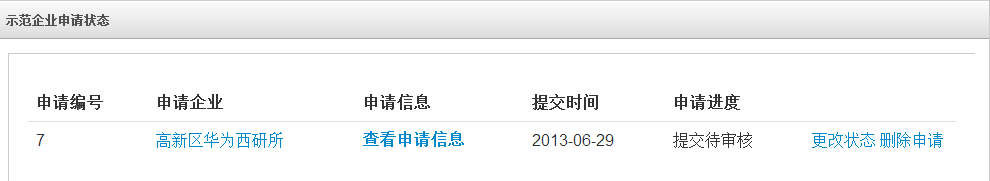 示范企业申请状态
申请编号 申请企业 申请信息 提交时间 申请进度
7 高新区华为西研所 查看申请信息 2013-06-29 提交待审核 更改状态 删除申请